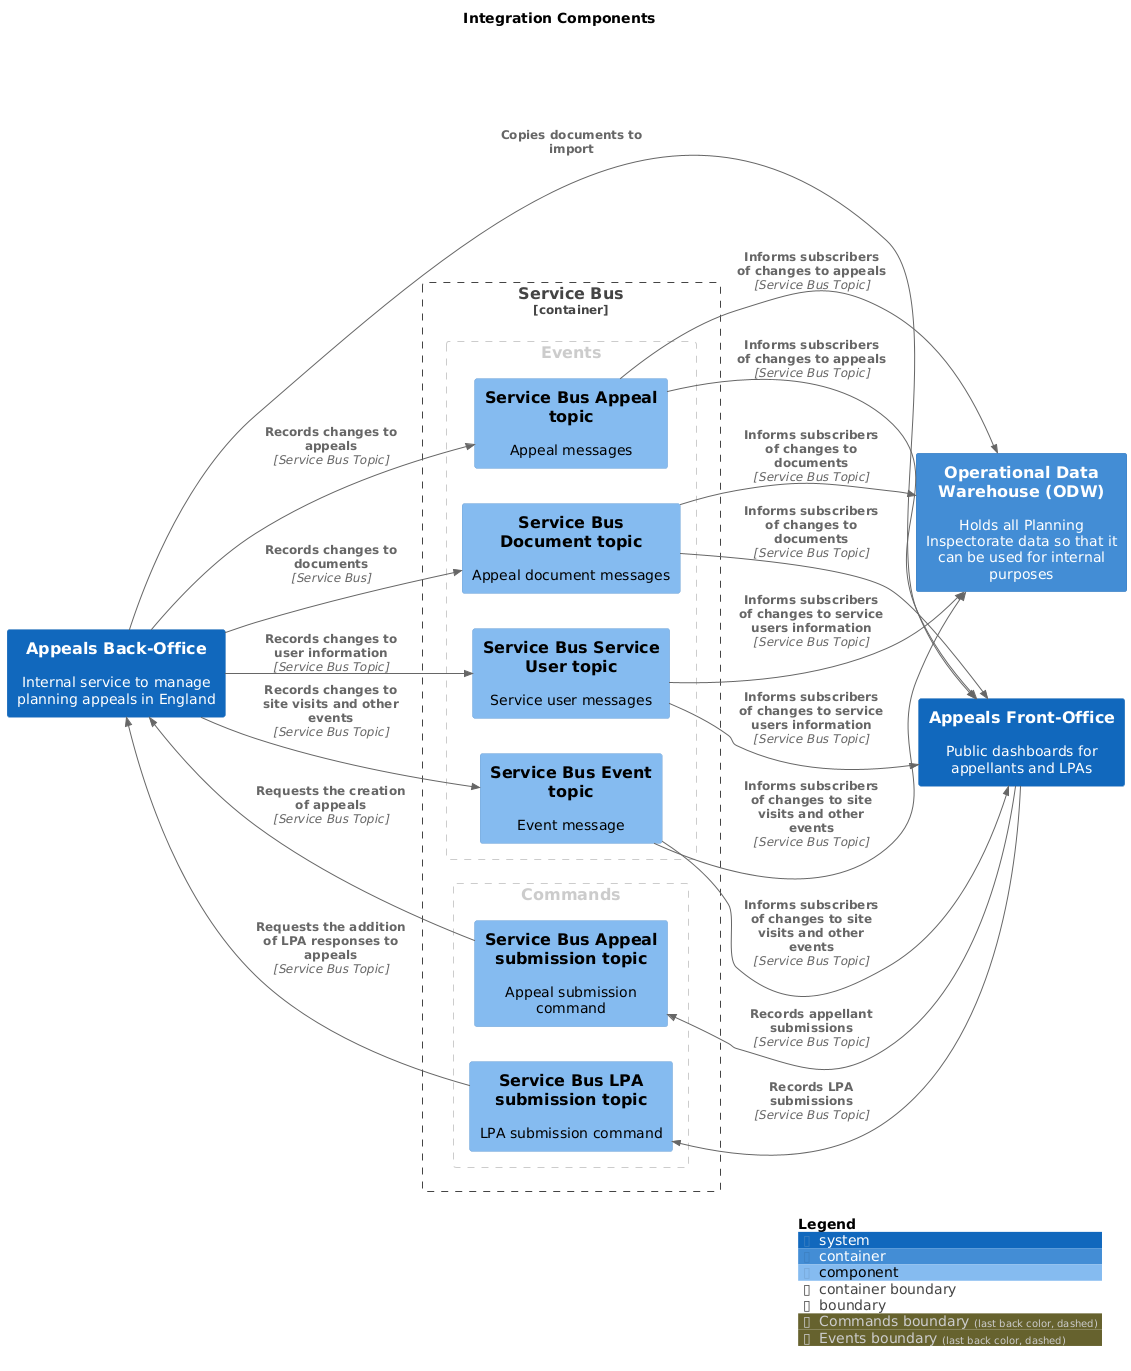 Integration Components
Copies documents to
import
Informs subscribers
of changes to appeals
[Service Bus Topic]
Service Bus
[container]
Events
Informs subscribers
of changes to appeals
[Service Bus Topic]
Service Bus Appeal
topic
Appeal messages
Records changes to
appeals
[Service Bus Topic]
Informs subscribers
of changes to
documents
[Service Bus Topic]
Operational Data
Warehouse (ODW)
Holds all Planning
Inspectorate data so that it
can be used for internal
purposes
Service Bus
Document topic
Appeal document messages
Informs subscribers
of changes to
documents
[Service Bus Topic]
Records changes to
documents
[Service Bus]
Informs subscribers
of changes to service
users information
[Service Bus Topic]
Appeals Back-Office
Internal service to manage
planning appeals in England
Records changes to
user information
[Service Bus Topic]
Service Bus Service
User topic
Service user messages
Records changes to
site visits and other
events
[Service Bus Topic]
Informs subscribers
of changes to service
users information
[Service Bus Topic]
Appeals Front-Office
Public dashboards for
appellants and LPAs
Service Bus Event
topic
Event message
Requests the creation
of appeals
[Service Bus Topic]
Informs subscribers
of changes to site
visits and other
events
[Service Bus Topic]
Commands
Informs subscribers
of changes to site
visits and other
events
[Service Bus Topic]
Requests the addition
of LPA responses to
appeals
[Service Bus Topic]
Service Bus Appeal
submission topic
Appeal submission
command
Records appellant
submissions
[Service Bus Topic]
Service Bus LPA
submission topic
LPA submission command
Records LPA
submissions
[Service Bus Topic]
Legend
system
container
component
container boundary
boundary
Commands boundary (last back color, dashed)
Events boundary (last back color, dashed)